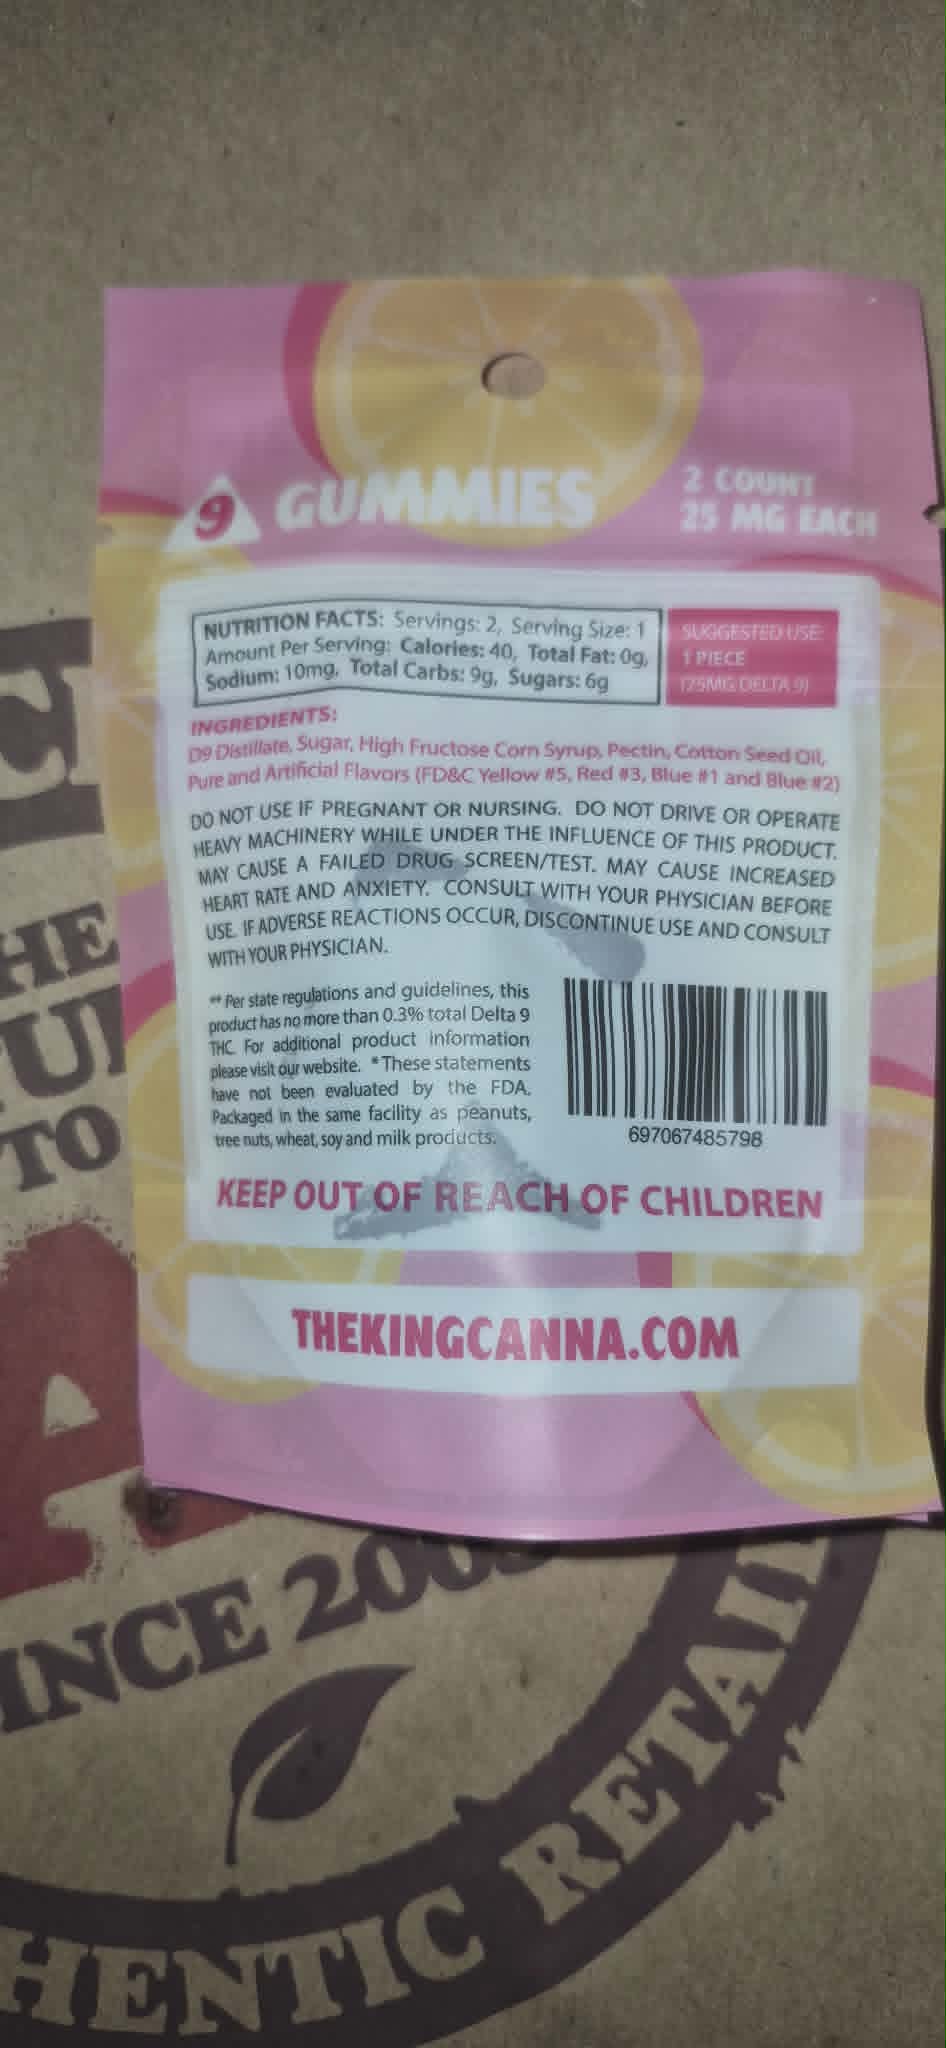 9 GUMMIES
2 COUNT
25 MG EACH
NUTRITION FACTS: Servings: 2, Serving Size: 1
Amount Per Serving: Calories: 40, Total Fat: 0g,
Sodium: 10mg, Total Carbs: 9g, Sugars: 6g
SUGGESTED USE:
1 PIECE
(25MG DELTA 9)
INGREDIENTS:
D9 Distillate, Sugar, High Fructose Corn Syrup, Pectin, Cotton Seed Oil,
Pure and Artificial Flavors (FD&C Yellow #5, Red #3, Blue #1 and Blue #2)
DO NOT USE IF PREGNANT OR NURSING. DO NOT DRIVE OR OPERATE
HEAVY MACHINERY WHILE UNDER THE INFLUENCE OF THIS PRODUCT.
MAY CAUSE A FAILED DRUG SCREEN/TEST. MAY CAUSE INCREASED
HEART RATE AND ANXIETY. CONSULT WITH YOUR PHYSICIAN BEFORE
USE. IF ADVERSE REACTIONS OCCUR, DISCONTINUE USE AND CONSULT
WITH YOUR PHYSICIAN.
** Per state regulations and guidelines, this
product has no more than 0.3% total Delta 9
THC. For additional product information
please visit our website. *These statements
have not been evaluated by the FDA.
Packaged in the same facility as peanuts,
tree nuts, wheat, soy and milk products.
697067485798
KEEP OUT OF REACH OF CHILDREN
THEKINGCANNA.COM
HE
TO
A
INCE 200
HENTIC RETAI